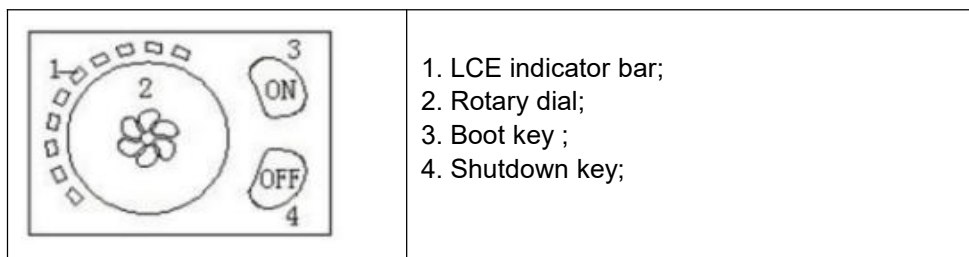 3
1
2
ON
OFF
4
1. LCE indicator bar;
2. Rotary dial;
3. Boot key ;
4. Shutdown key;